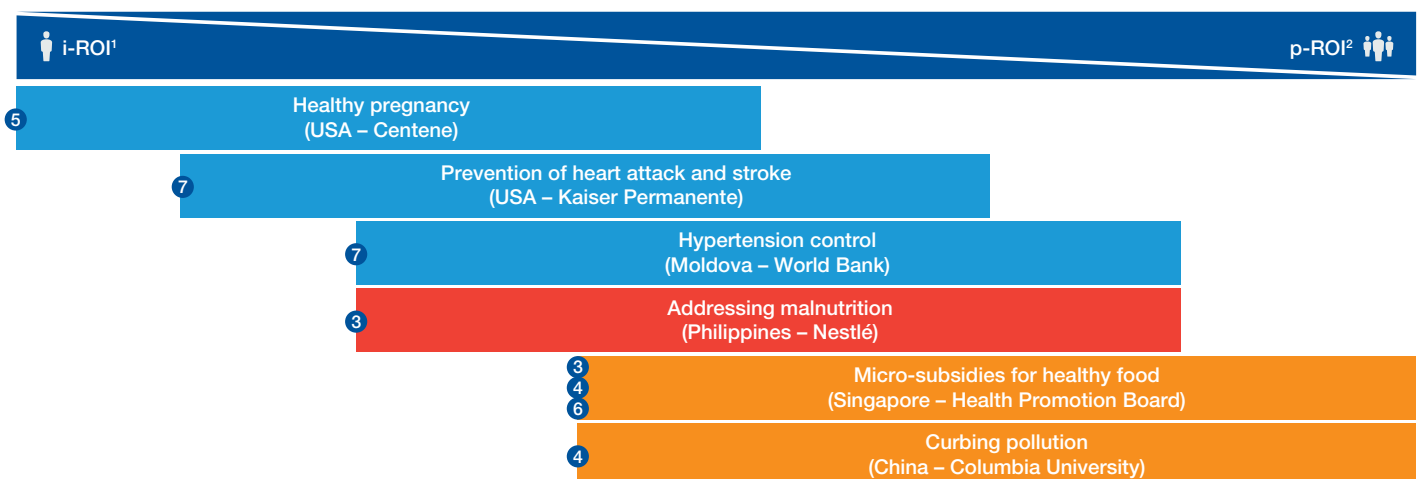 i-ROI¹
p-ROI²
5
Healthy pregnancy
(USA – Centene)
7
Prevention of heart attack and stroke
(USA – Kaiser Permanente)
7
Hypertension control
(Moldova – World Bank)
3
Addressing malnutrition
(Philippines – Nestlé)
3
4
6
Micro-subsidies for healthy food
(Singapore – Health Promotion Board)
4
Curbing pollution
(China – Columbia University)